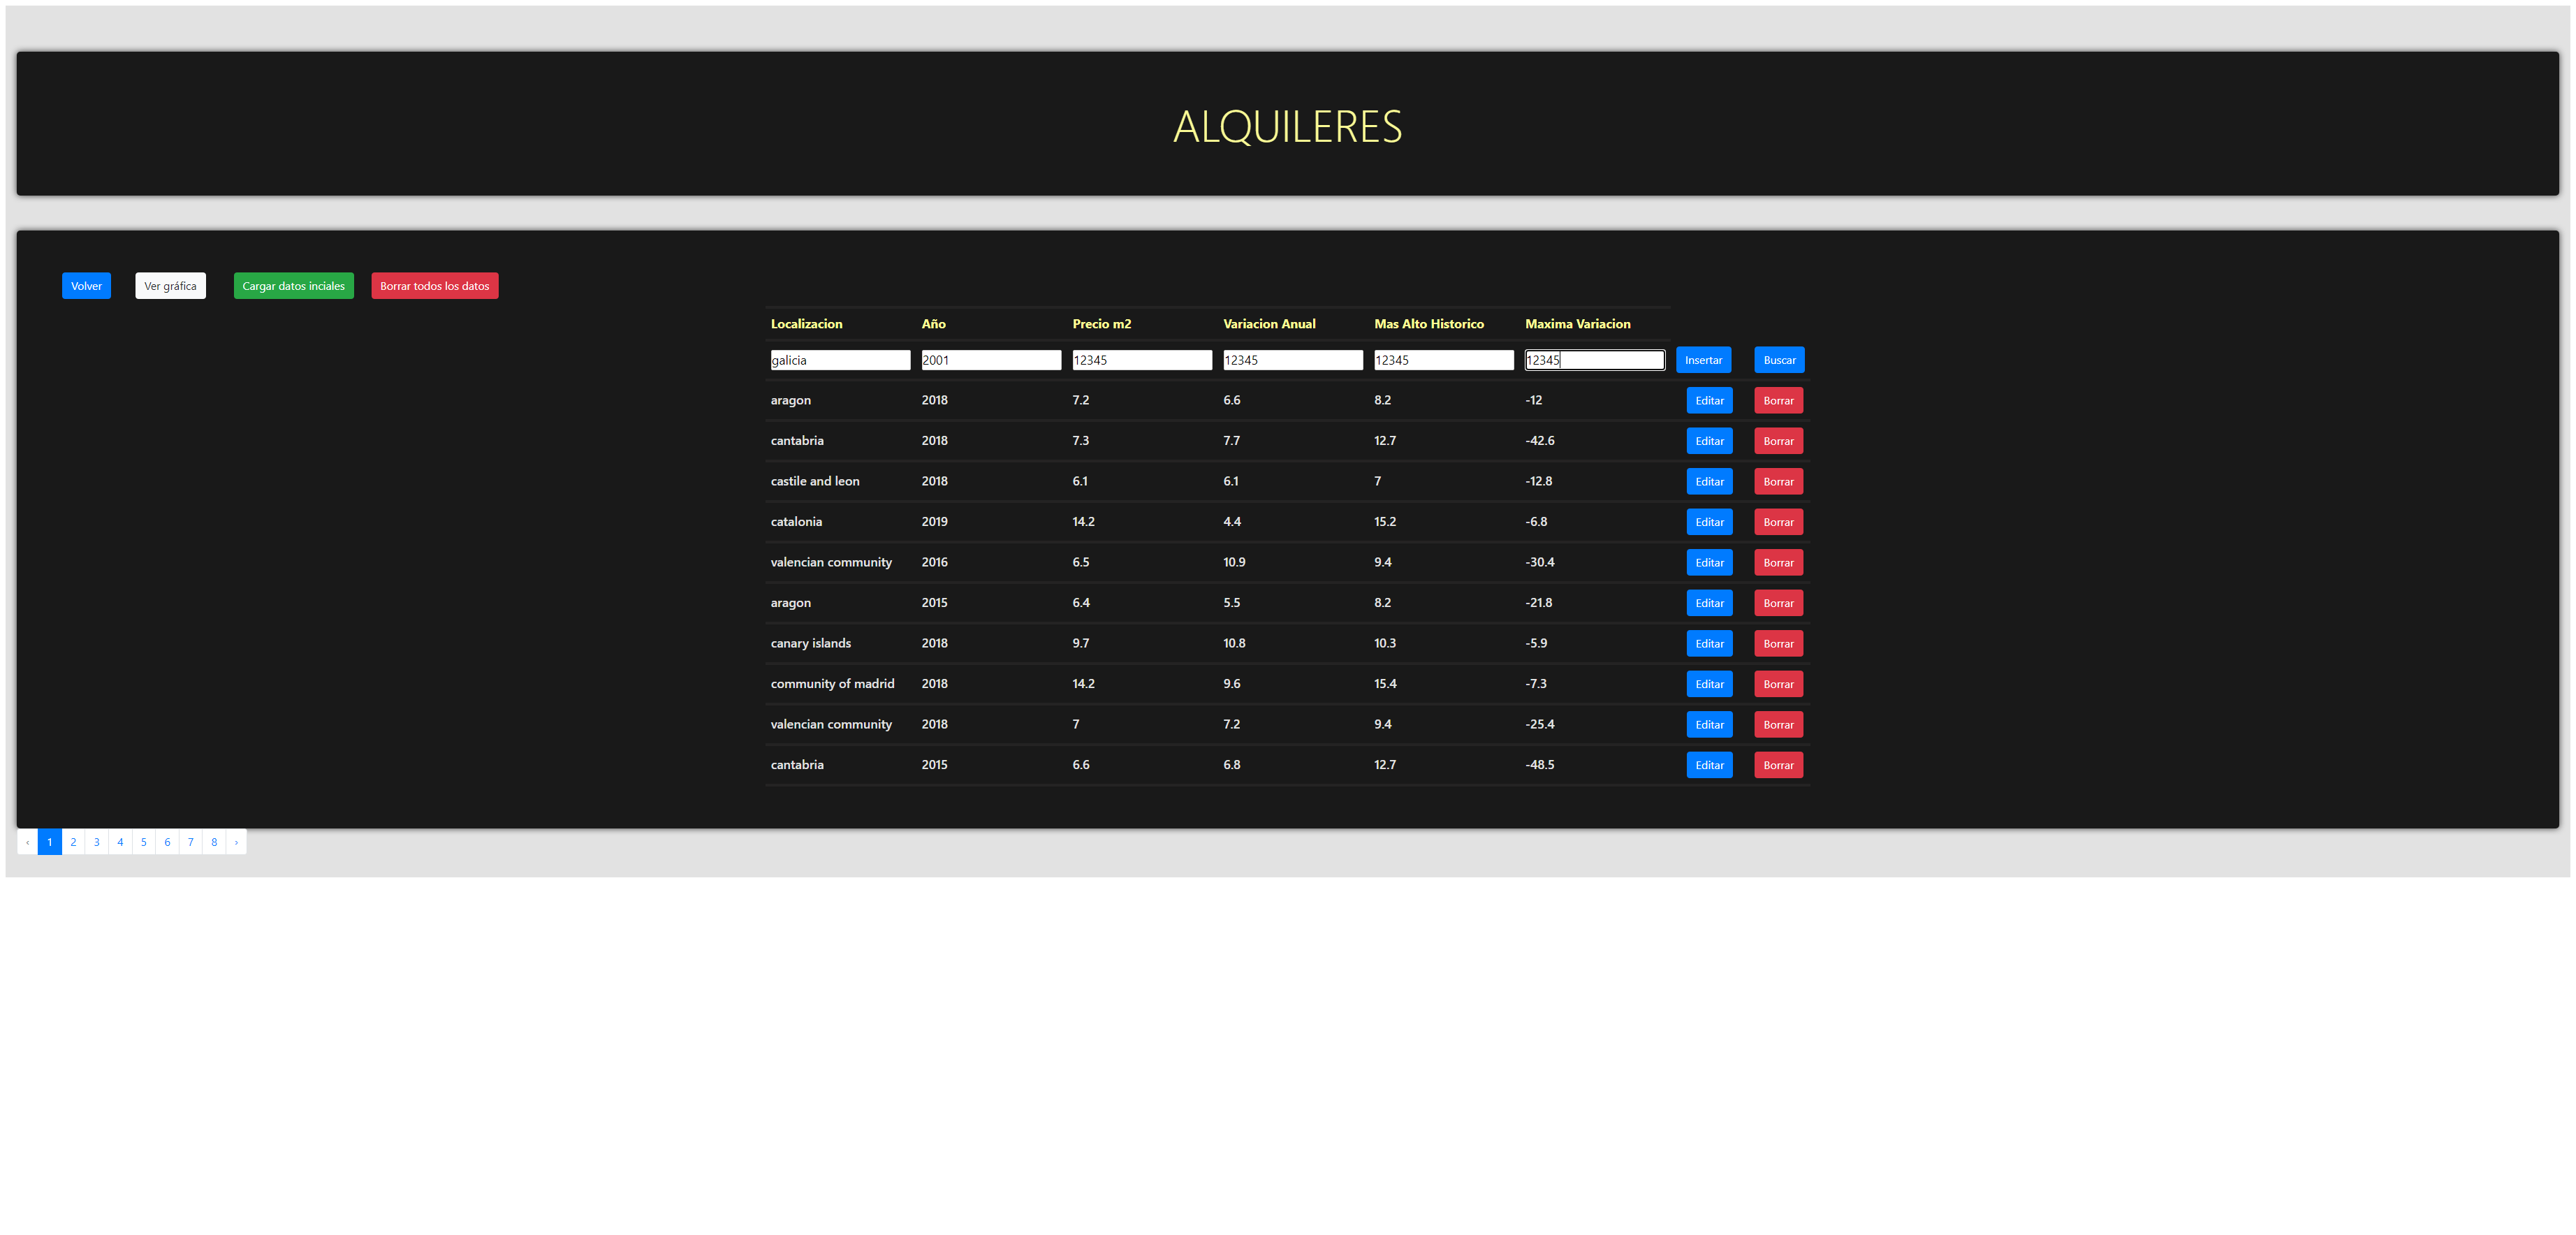 ALQUILERES
Volver Ver gráfica Cargar datos inciales Borrar todos los datos
Localizacion Año Precio m2 Variacion Anual Mas Alto Historico Maxima Variacion
galicia 2001 12345 12345 12345 12345 Insertar Buscar
aragon 2018 7.2 6.6 8.2 -12 Editar Borrar
cantabria 2018 7.3 7.7 12.7 -42.6 Editar Borrar
castile and leon 2018 6.1 6.1 7 -12.8 Editar Borrar
catalonia 2019 14.2 4.4 15.2 -6.8 Editar Borrar
valencian community 2016 6.5 10.9 9.4 -30.4 Editar Borrar
aragon 2015 6.4 5.5 8.2 -21.8 Editar Borrar
canary islands 2018 9.7 10.8 10.3 -5.9 Editar Borrar
community of madrid 2018 14.2 9.6 15.4 -7.3 Editar Borrar
valencian community 2018 7 7.2 9.4 -25.4 Editar Borrar
cantabria 2015 6.6 6.8 12.7 -48.5 Editar Borrar
‹ 1 2 3 4 5 6 7 8 ›